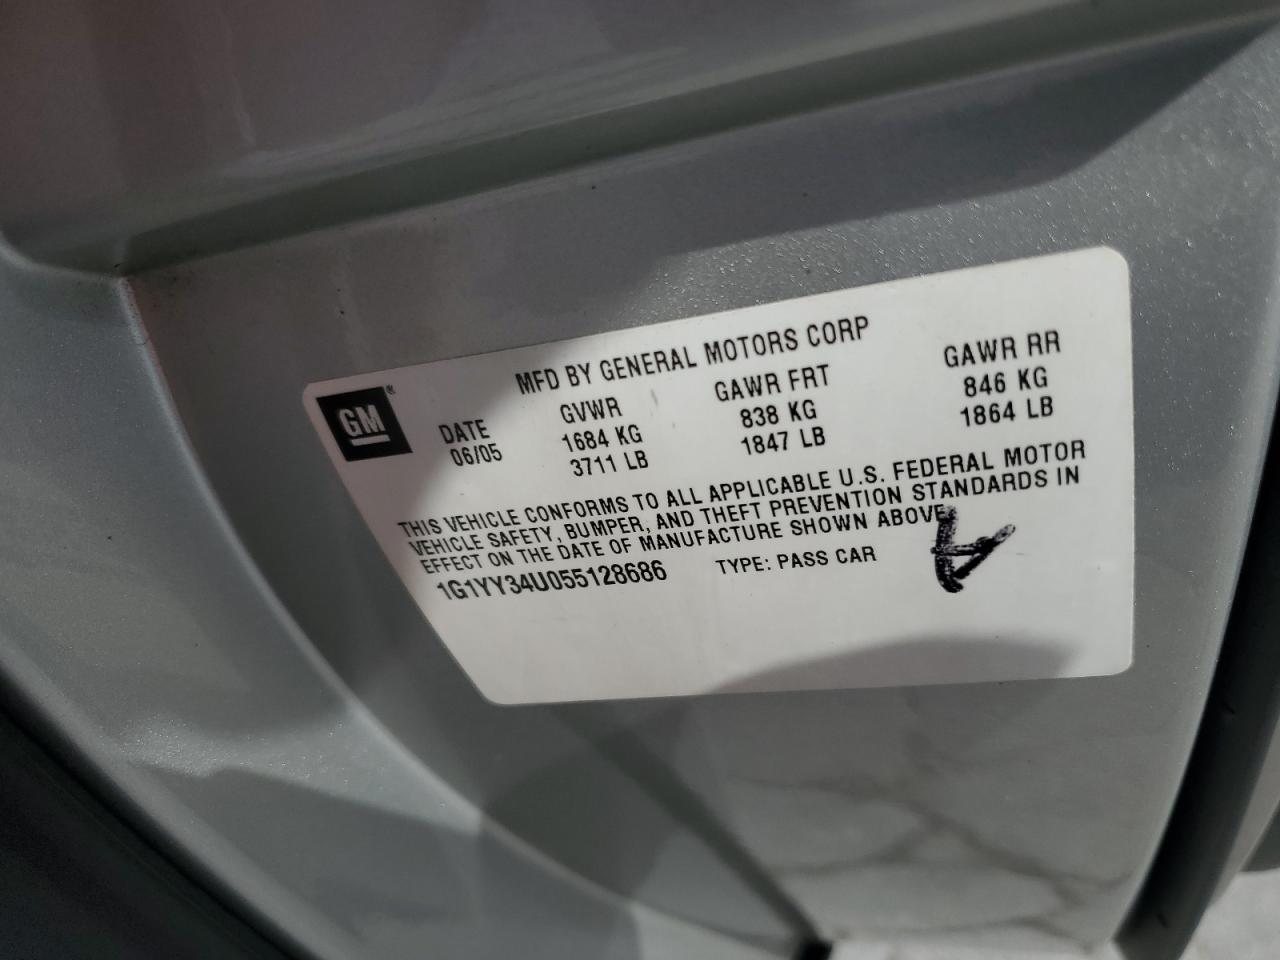 GM®
MFD BY GENERAL MOTORS CORP
DATE GVWR GAWR FRT GAWR RR
06/05 1684 KG 838 KG 846 KG
3711 LB 1847 LB 1864 LB
THIS VEHICLE CONFORMS TO ALL APPLICABLE U.S. FEDERAL MOTOR
VEHICLE SAFETY, BUMPER, AND THEFT PREVENTION STANDARDS IN
EFFECT ON THE DATE OF MANUFACTURE SHOWN ABOVE.
1G1YY34U055128686 TYPE: PASS CAR